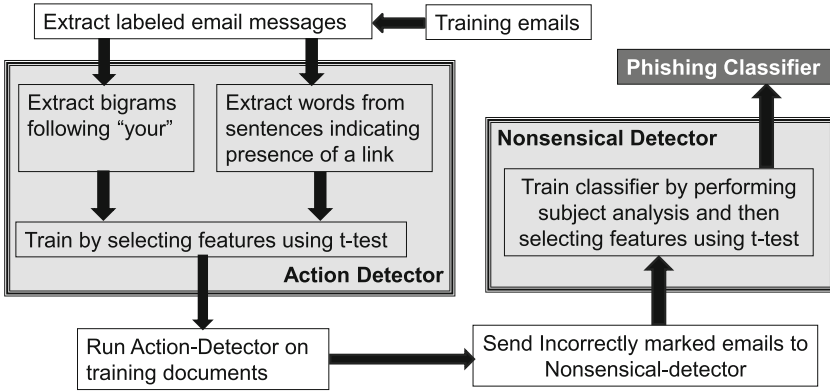 Extract labeled email messages
Training emails
Extract bigrams
following “your”
Extract words from
sentences indicating
presence of a link
Train by selecting features using t-test
Action Detector
Run Action-Detector on
training documents
Send Incorrectly marked emails to
Nonsensical-detector
Nonsensical Detector
Train classifier by performing
subject analysis and then
selecting features using t-test
Phishing Classifier